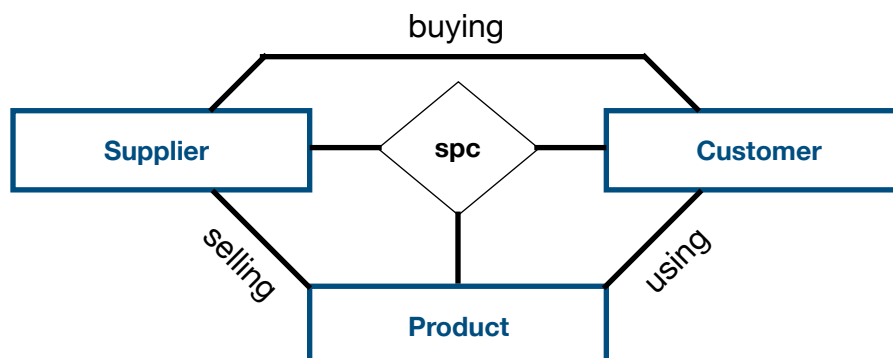 buying
Supplier
spc
Customer
selling
using
Product